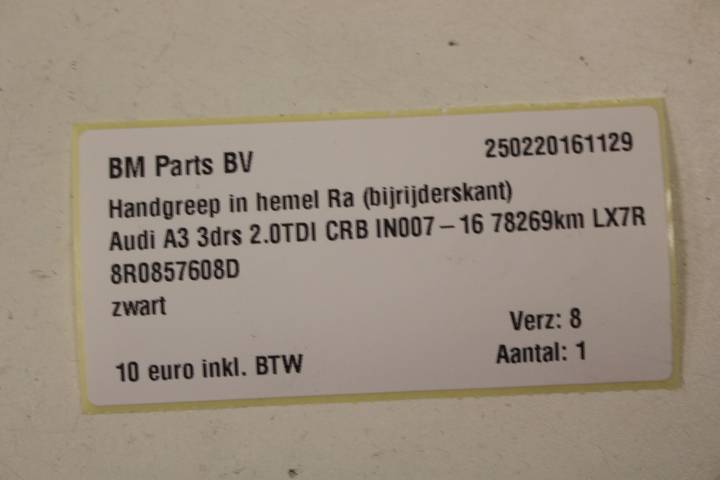 BM Parts BV 250220161129
Handgreep in hemel Ra (bijrijderskant)
Audi A3 3drs 2.0TDI CRB IN007-16 78269km LX7R
8R0857608D
zwart
Verz: 8
10 euro inkl. BTW Aantal: 1